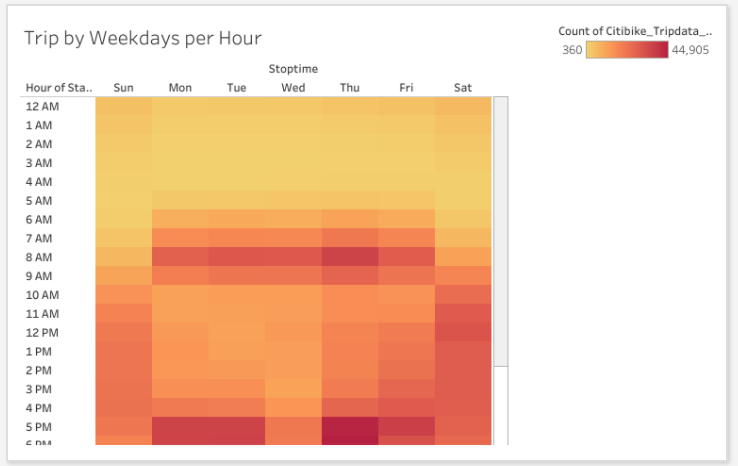 Trip by Weekdays per Hour
Count of Citibike_Tripdata_..
360 44,905
Stoptime
Hour of Sta.. Sun Mon Tue Wed Thu Fri Sat
12 AM
1 AM
2 AM
3 AM
4 AM
5 AM
6 AM
7 AM
8 AM
9 AM
10 AM
11 AM
12 PM
1 PM
2 PM
3 PM
4 PM
5 PM
6 PM